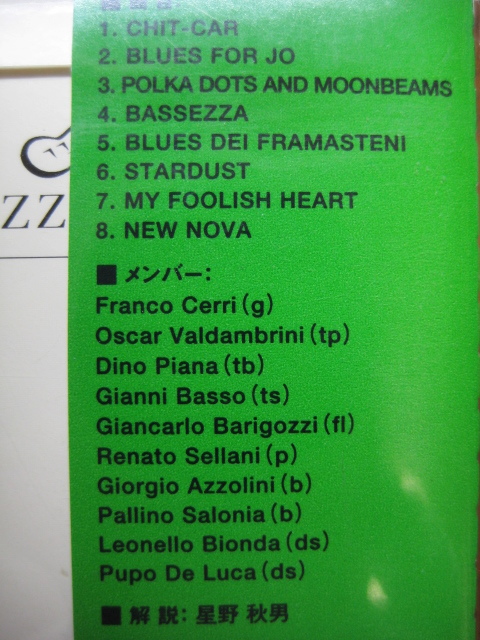 1. CHIT-CAR
2. BLUES FOR JO
3. POLKA DOTS AND MOONBEAMS
4. BASSEZZA
5. BLUES DEI FRAMASTENI
6. STARDUST
7. MY FOOLISH HEART
8. NEW NOVA
■ メンバー:
Franco Cerri (g)
Oscar Valdambrini (tp)
Dino Piana (tb)
Gianni Basso (ts)
Giancarlo Barigozzi (fl)
Renato Sellani (p)
Giorgio Azzolini (b)
Pallino Salonia (b)
Leonello Bionda (ds)
Pupo De Luca (ds)
■ 解説: 星野 秋男
ZZ